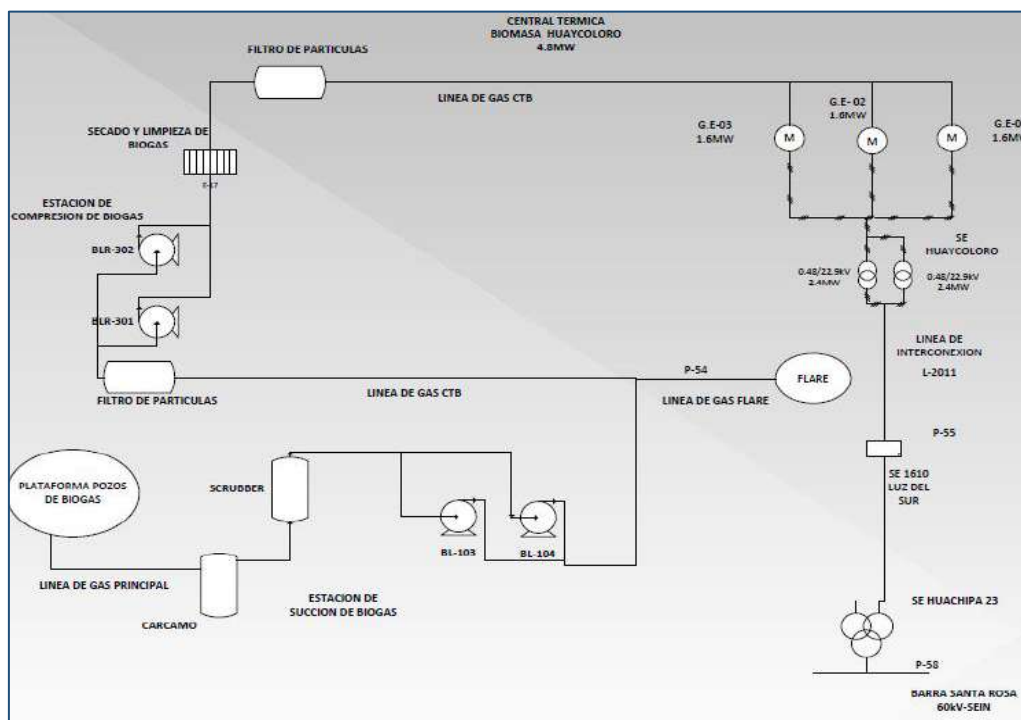 CENTRAL TERMICA
BIOMASA HUAYCOLORO
4.8MW
FILTRO DE PARTICULAS
LINEA DE GAS CTB
G.E-03
1.6MW
G.E- 02
1.6MW
M
M
M
SECADO Y LIMPIEZA DE
BIOGAS
ESTACION DE
COMPRESION DE BIOGAS
BLR-302
BLR-301
SE
HUAYCOLORO
0.48/22.9kV
2.4MW
0.48/22.9kV
2.4MW
LINEA DE
INTERCONEXION
L-2011
FILTRO DE PARTICULAS
LINEA DE GAS CTB
P-54
LINEA DE GAS FLARE
FLARE
P-55
SE 1610
LUZ DEL
SUR
PLATAFORMA POZOS
DE BIOGAS
SCRUBBER
BL-103
BL-104
LINEA DE GAS PRINCIPAL
CARCAMO
ESTACION DE
SUCCION DE BIOGAS
SE HUACHIPA 23
P-58
BARRA SANTA ROSA
60kV-SEIN